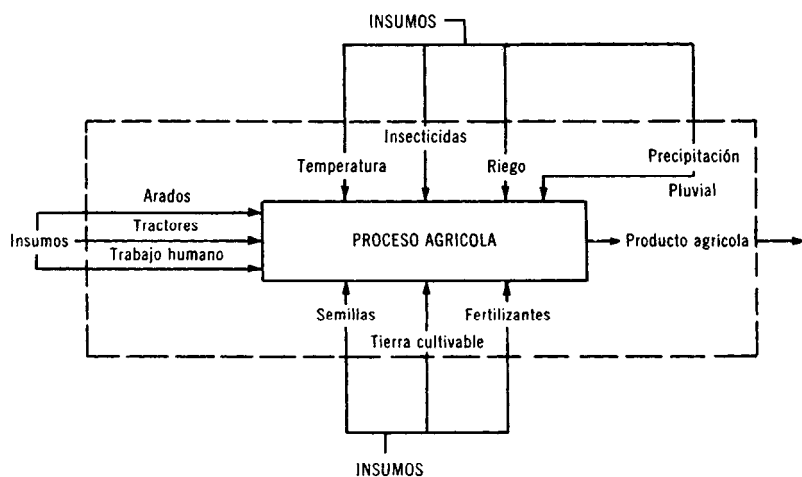 INSUMOS
Insecticidas
Temperatura
Riego
Precipitación
Pluvial
Arados
Tractores
Insumos
Trabajo humano
PROCESO AGRICOLA
Producto agrícola
Semillas
Fertilizantes
Tierra cultivable
INSUMOS